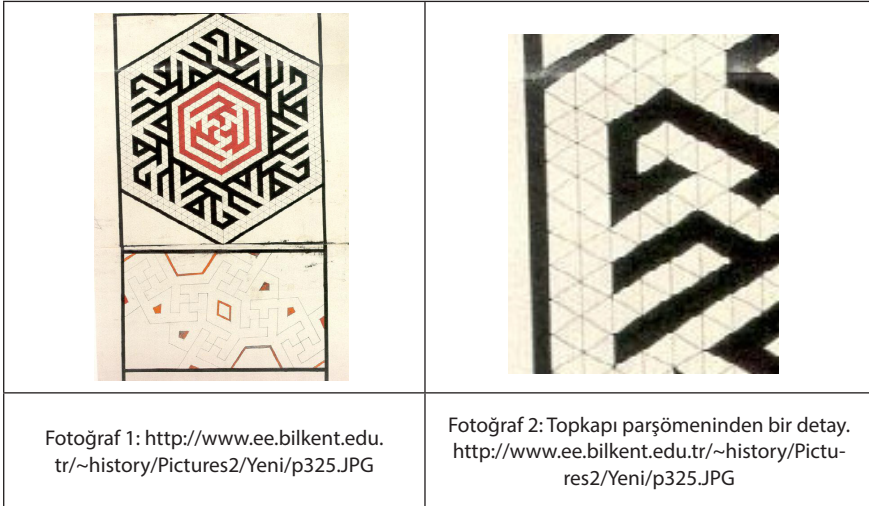 Fotoğraf 1: http://www.ee.bilkent.edu.
tr/~history/Pictures2/Yeni/p325.JPG
Fotoğraf 2: Topkapı parşömeninden bir detay.
http://www.ee.bilkent.edu.tr/~history/Pictu-
res2/Yeni/p325.JPG